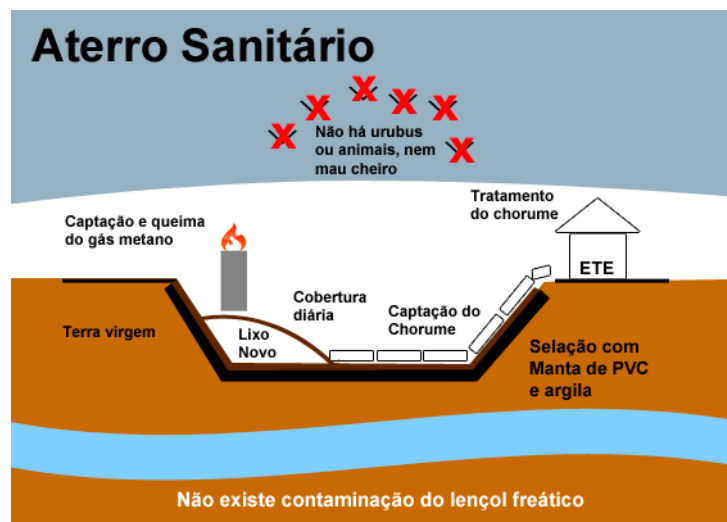 Aterro Sanitário
Não há urubus
ou animais, nem
mau cheiro
Tratamento
do chorume
Captação e queima
do gás metano
ETE
Cobertura
diária
Captação do
Chorume
Terra virgem
Lixo
Novo
Selação com
Manta de PVC
e argila
Não existe contaminação do lençol freático